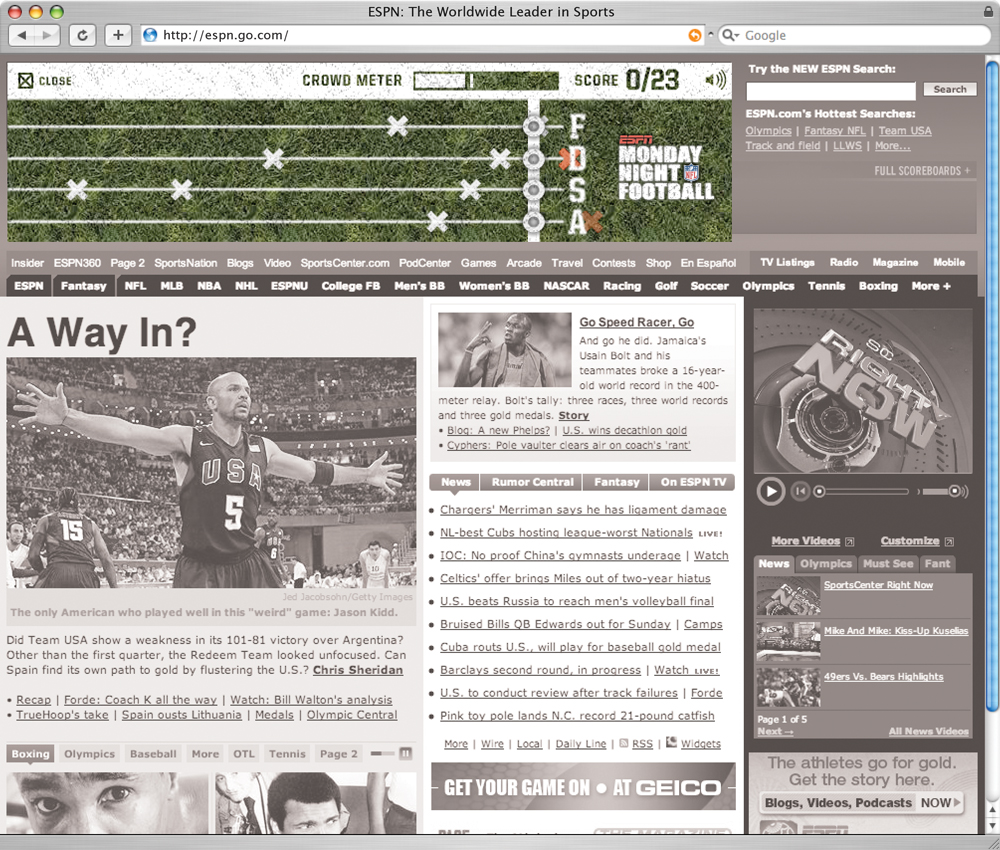 ESPN: The Worldwide Leader in Sports
http://espn.go.com/
Google
CLOSE
CROWD METER
SCORE 0/23
F
D
S
A
ESPN
MONDAY
NIGHT
FOOTBALL
Try the NEW ESPN Search:
Search
ESPN.com's Hottest Searches:
Olympics | Fantasy NFL | Team USA
Track and field | LLWS | More...
FULL SCOREBOARDS +
Insider ESPN360 Page 2 SportsNation Blogs Video SportsCenter.com PodCenter Games Arcade Travel Contests Shop En Español TV Listings Radio Magazine Mobile
ESPN Fantasy NFL MLB NBA NHL ESPNU College FB Men's BB Women's BB NASCAR Racing Golf Soccer Olympics Tennis Boxing More +
A Way In?
USA
5
15
6
10
Jed Jacobsohn/Getty Images
The only American who played well in this "weird" game: Jason Kidd.
Did Team USA show a weakness in its 101-81 victory over Argentina?
Other than the first quarter, the Redeem Team looked unfocused. Can
Spain find its own path to gold by flustering the U.S.? Chris Sheridan
• Recap | Forde: Coach K all the way | Watch: Bill Walton's analysis
• TrueHoop's take | Spain ousts Lithuania | Medals | Olympic Central
Boxing Olympics Baseball More OTL Tennis Page 2
Go Speed Racer, Go
And go he did. Jamaica's
Usain Bolt and his
teammates broke a 16-year-
old world record in the 400-
meter relay. Bolt's tally: three races, three world records
and three gold medals. Story
• Blog: A new Phelps? | U.S. wins decathlon gold
• Cyphers: Pole vaulter clears air on coach's 'rant'
News Rumor Central Fantasy On ESPN TV
• Chargers' Merriman says he has ligament damage
• NL-best Cubs hosting league-worst Nationals LIVE!
• IOC: No proof China's gymnasts underage | Watch
• Celtics' offer brings Miles out of two-year hiatus
• U.S. beats Russia to reach men's volleyball final
• Bruised Bills QB Edwards out for Sunday | Camps
• Cuba routs U.S., will play for baseball gold medal
• Barclays second round, in progress | Watch LIVE!
• U.S. to conduct review after track failures | Forde
• Pink toy pole lands N.C. record 21-pound catfish
More | Wire | Local | Daily Line | RSS | Widgets
GET YOUR GAME ON • AT GEICO
THE MAGAZINE
SC
RIGHT
NOW
More Videos Customize
News Olympics Must See Fant
SportsCenter Right Now
Mike And Mike: Kiss-Up Kuselias
49ers Vs. Bears Highlights
Page 1 of 5
Next → All News Videos
The athletes go for gold.
Get the story here.
Blogs, Videos, Podcasts NOW
ESPN